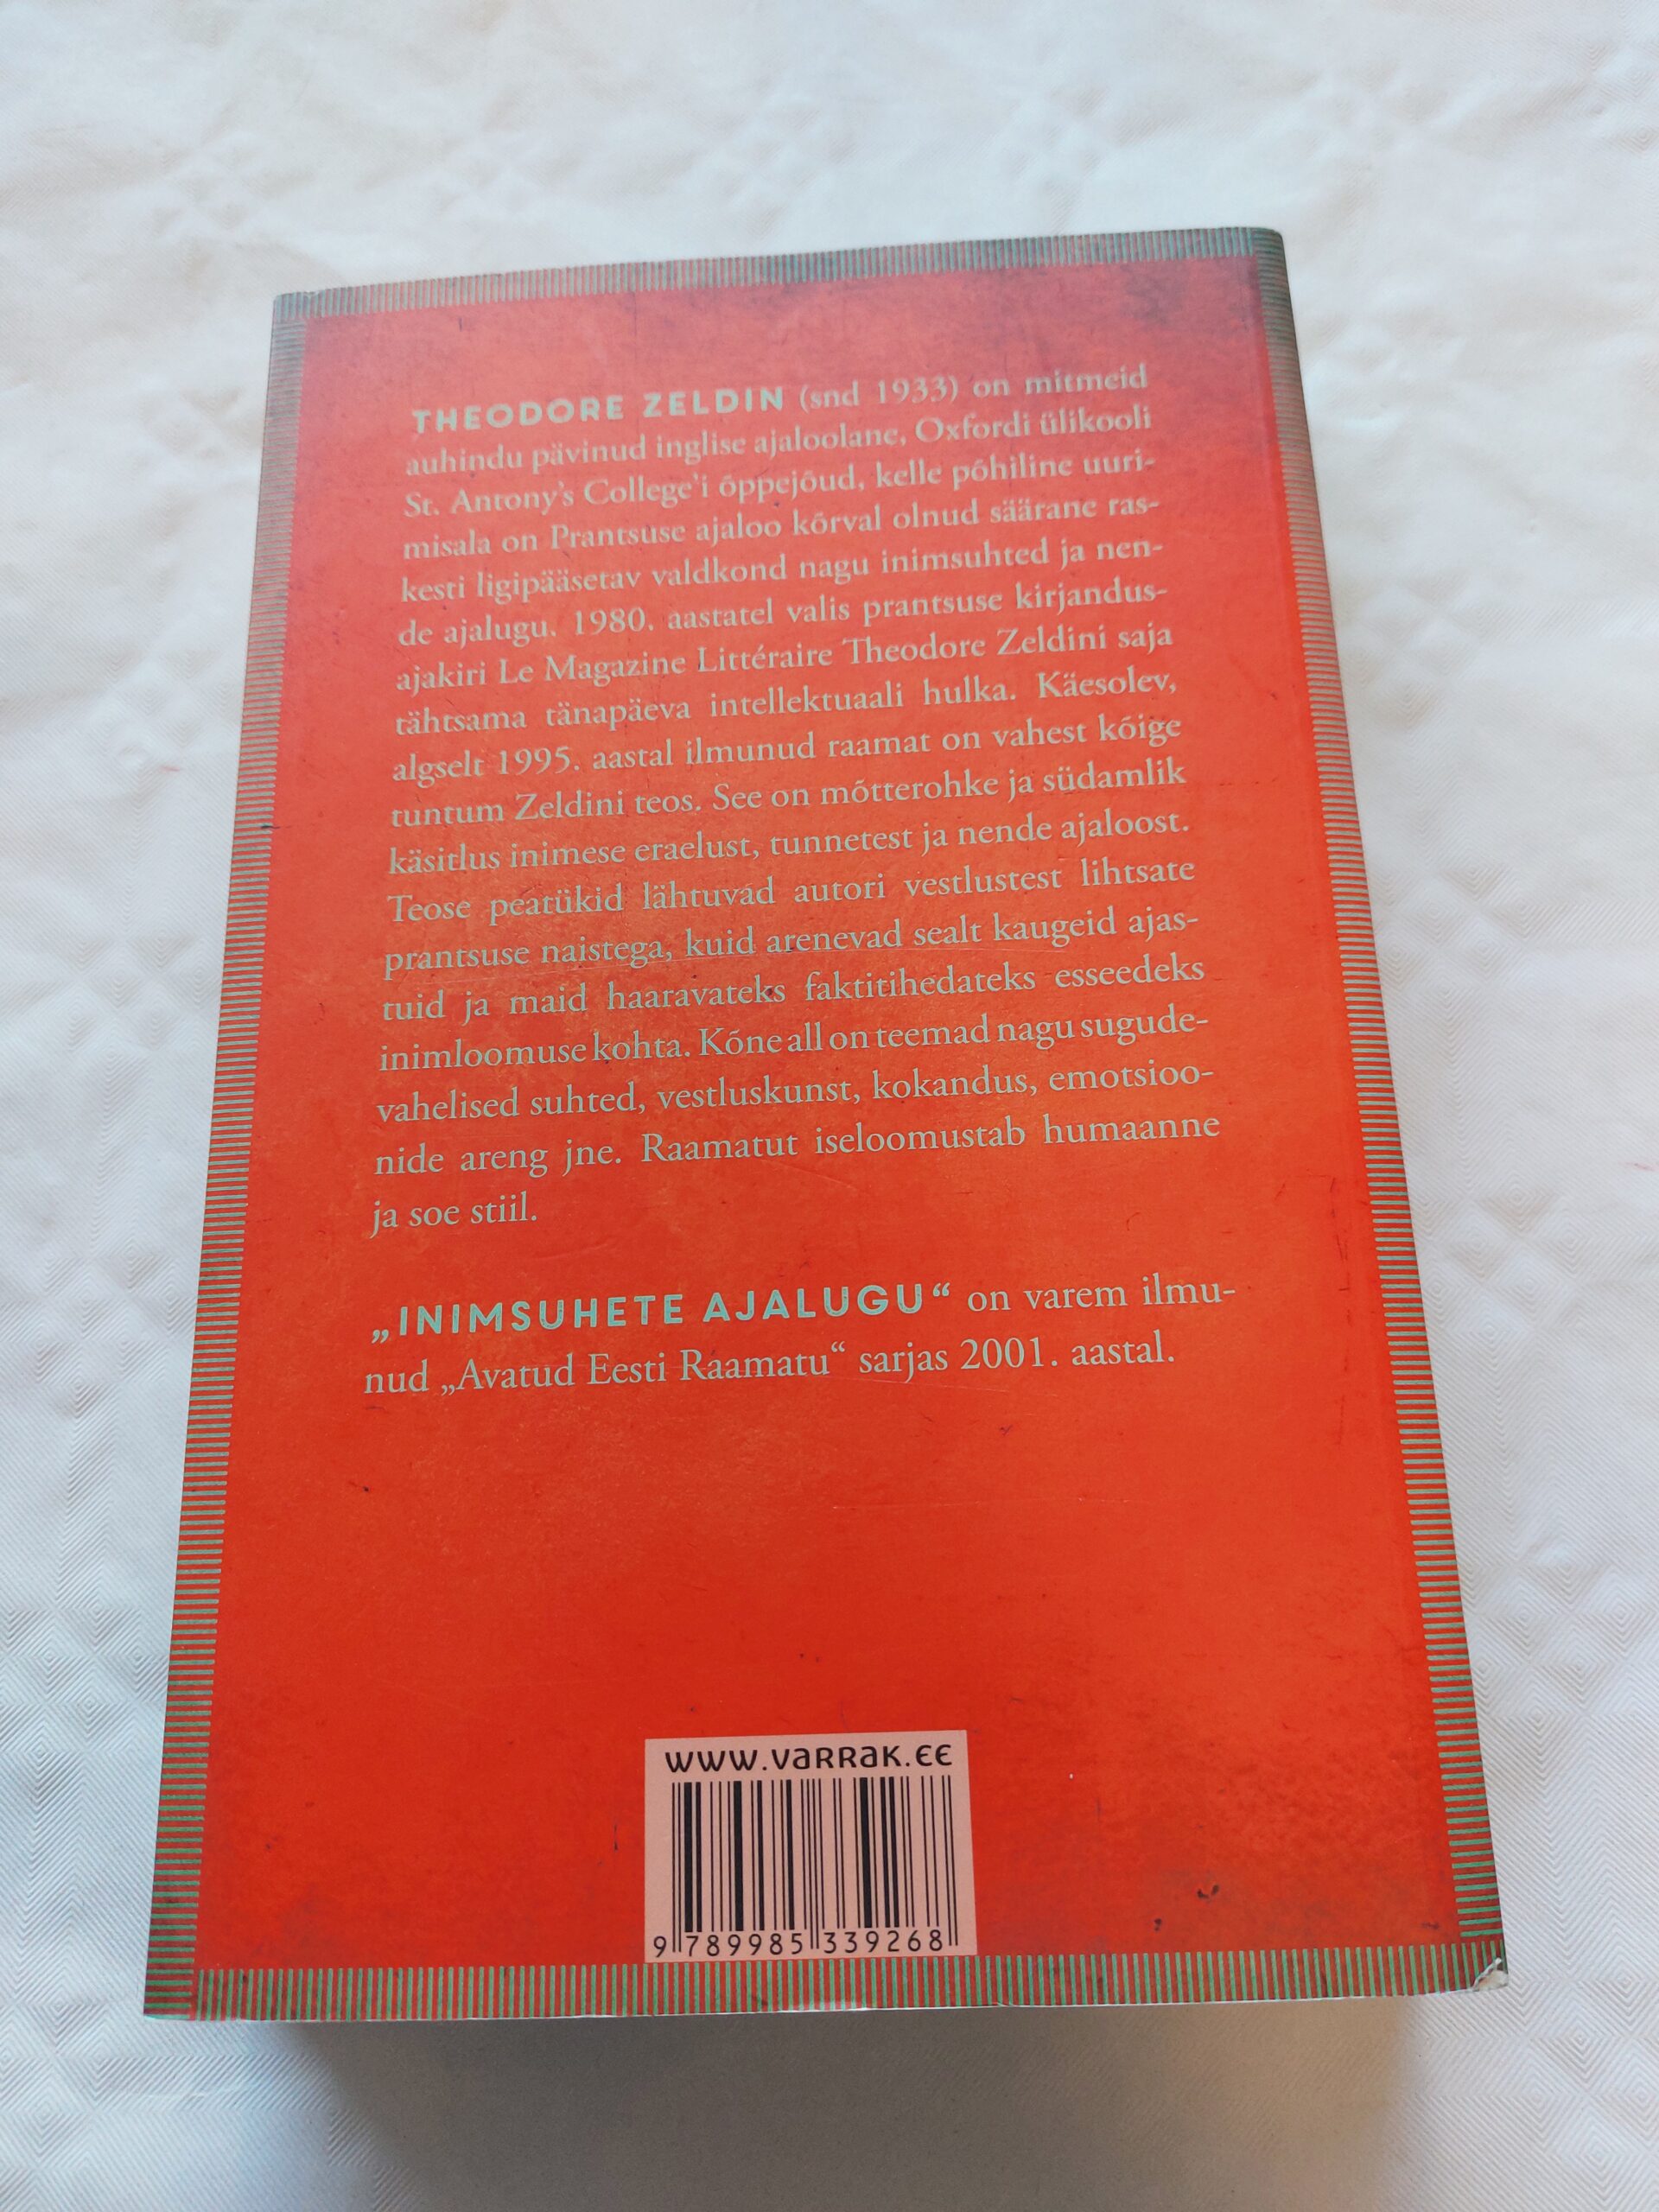 THEODORE ZELDIN (snd 1933) on mitmeid
auhindu pävinud inglise ajaloolane, Oxfordi ülikooli
St. Antony's College'i õppejõud, kelle põhiline uuri-
misala on Prantsuse ajaloo kõrval olnud säärane ras-
kesti ligipääsetav valdkond nagu inimsuhted ja nen-
de ajalugu. 1980. aastatel valis prantsuse kirjandus-
ajakiri Le Magazine Littéraire Theodore Zeldini saja
tähtsama tänapäeva intellektuaali hulka. Käesolev,
algselt 1995. aastal ilmunud raamat on vahest kõige
tuntum Zeldini teos. See on mõtterohke ja südamlik
käsitlus inimese eraelust, tunnetest ja nende ajaloost.
Teose peatükid lähtuvad autori vestlustest lihtsate
prantsuse naistega, kuid arenevad sealt kaugeid ajas-
tuid ja maid haaravateks faktitihedateks esseedeks
inimloomuse kohta. Kõne all on teemad nagu sugude-
vahelised suhted, vestluskunst, kokandus, emotsioo-
nide areng jne. Raamatut iseloomustab humaanne
ja soe stiil.
„INIMSUHETE AJALUGU“ on varem ilmu-
nud „Avatud Eesti Raamatu“ sarjas 2001. aastal.
www.varrak.ee
9 789985 339268